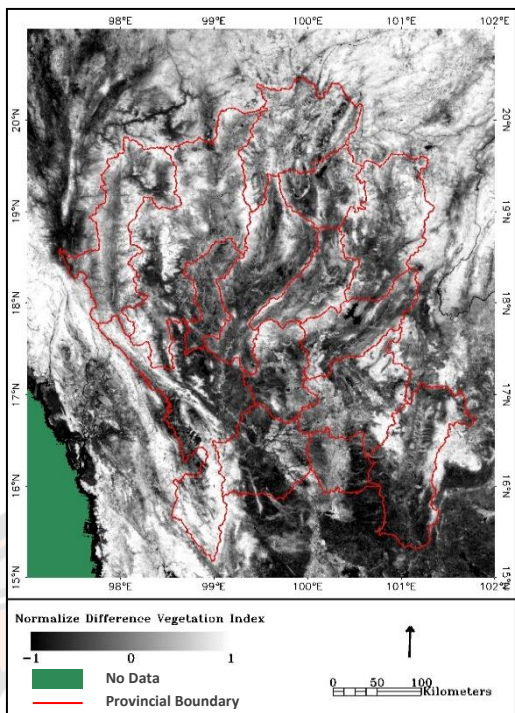 98°E 99°E 100°E 101°E 102°E
20°N 20°N
19°N 19°N
18°N 18°N
17°N 17°N
16°N 16°N
15°N 15°N
98°E 99°E 100°E 101°E 102°E
Normalize Difference Vegetation Index
-1 0 1
No Data
Provincial Boundary
0 50 100
Kilometers